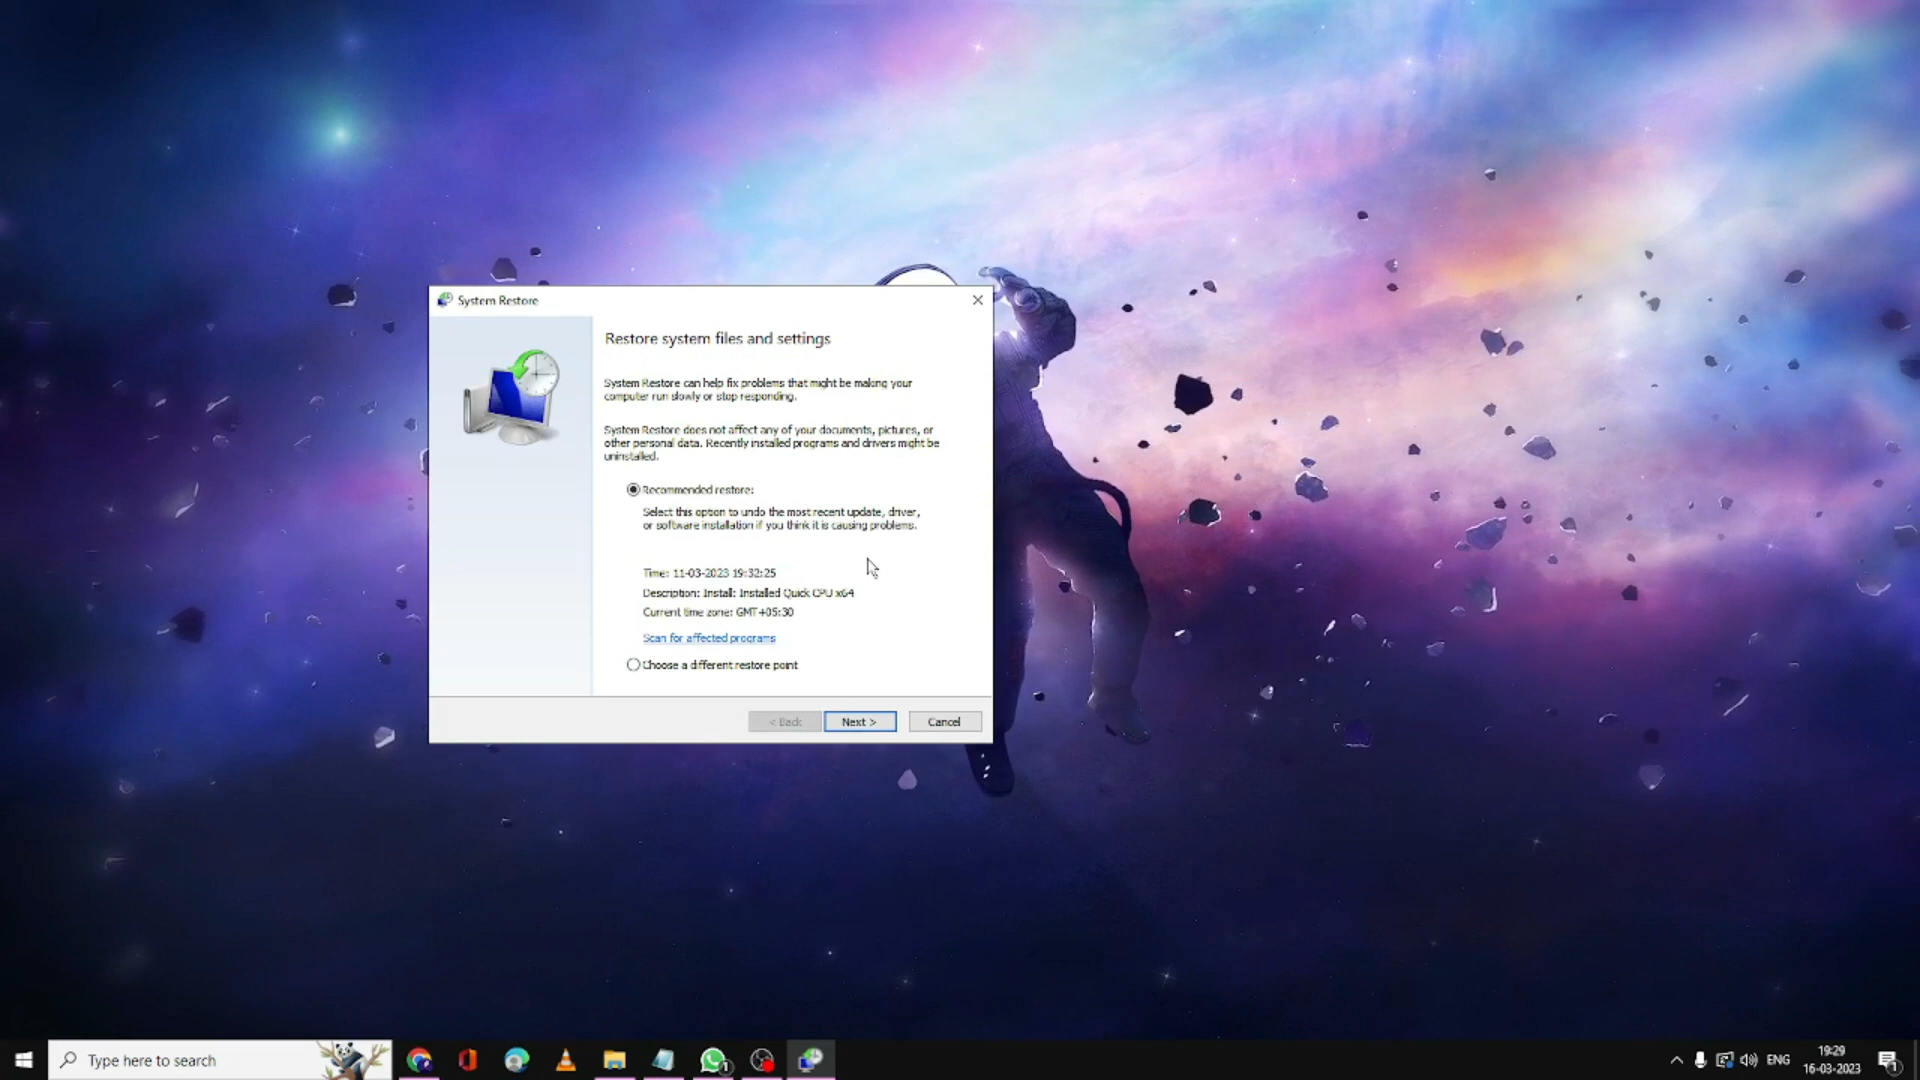 System Restore
Restore system files and settings
System Restore can help fix problems that might be making your
computer run slowly or stop responding.
System Restore does not affect any of your documents, pictures, or
other personal data. Recently installed programs and drivers might be
uninstalled.
Recommended restore:
Select this option to undo the most recent update, driver,
or software installation if you think it is causing problems.
Time: 11-03-2023 19:32:25
Description: Install: Installed Quick CPU x64
Current time zone: GMT+05:30
Scan for affected programs
Choose a different restore point
< Back
Next >
Cancel
Type here to search
1
ENG
19:29
16-03-2023
1